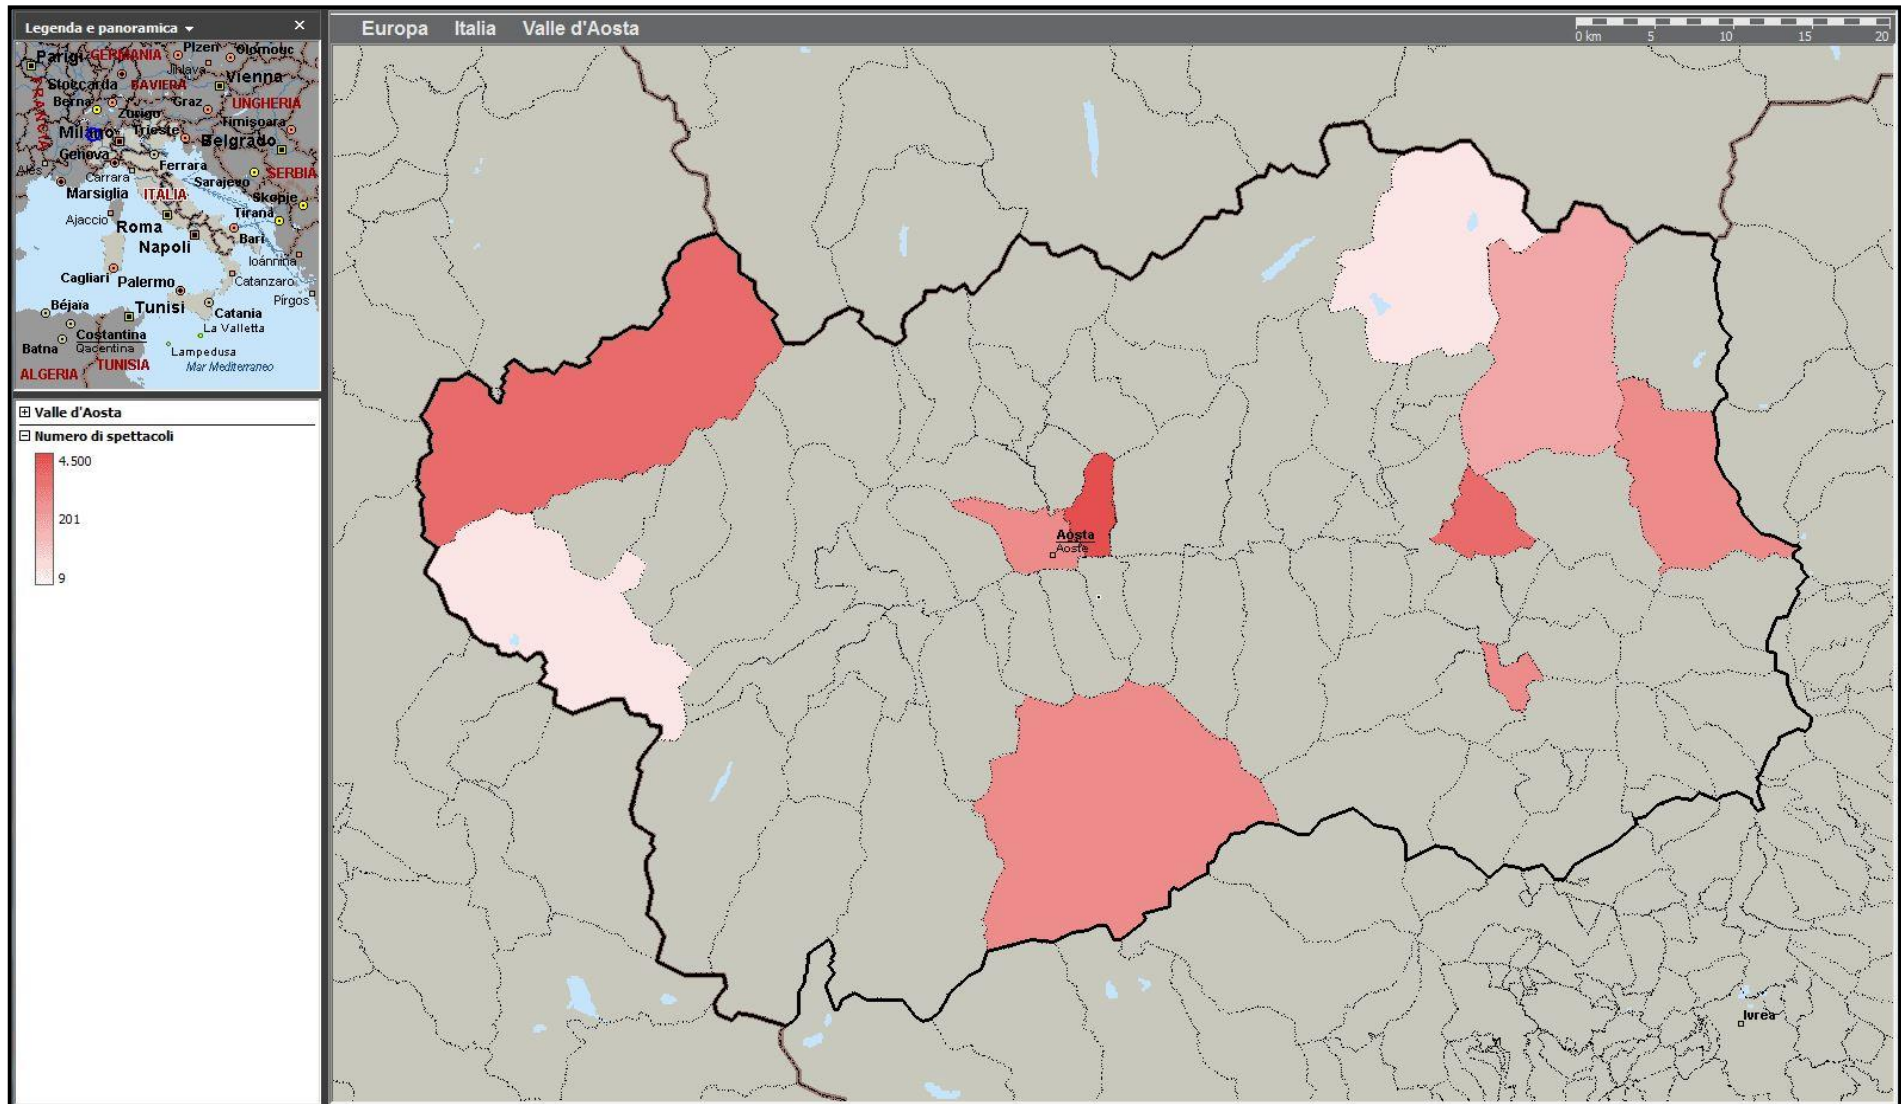 Legenda e panoramica
Europa Italia Valle d'Aosta
0 km 5 10 15 20
Parigi
GERMANIA
Plzen
Olomouc
Jihlava
Stoccarda
BAVIERA
Vienna
FRANCIA
Berna
Zurigo
Graz
UNGHERIA
Milano
Trieste
Timisoara
Belgrado
Genova
Ferrara
Alès
Carrara
Sarajevo
SERBIA
Marsiglia
ITALIA
Skopje
Ajaccio
Roma
Tirana
Napoli
Bari
Ioánnina
Cagliari
Palermo
Catanzaro
Pírgos
Béjaïa
Tunisi
Catania
Costantina
La Valletta
Qacentina
Batna
Lampedusa
ALGERIA
TUNISIA
Mar Mediterraneo
Valle d'Aosta
Numero di spettacoli
4.500
201
9
Aosta
Aoste
Ivrea